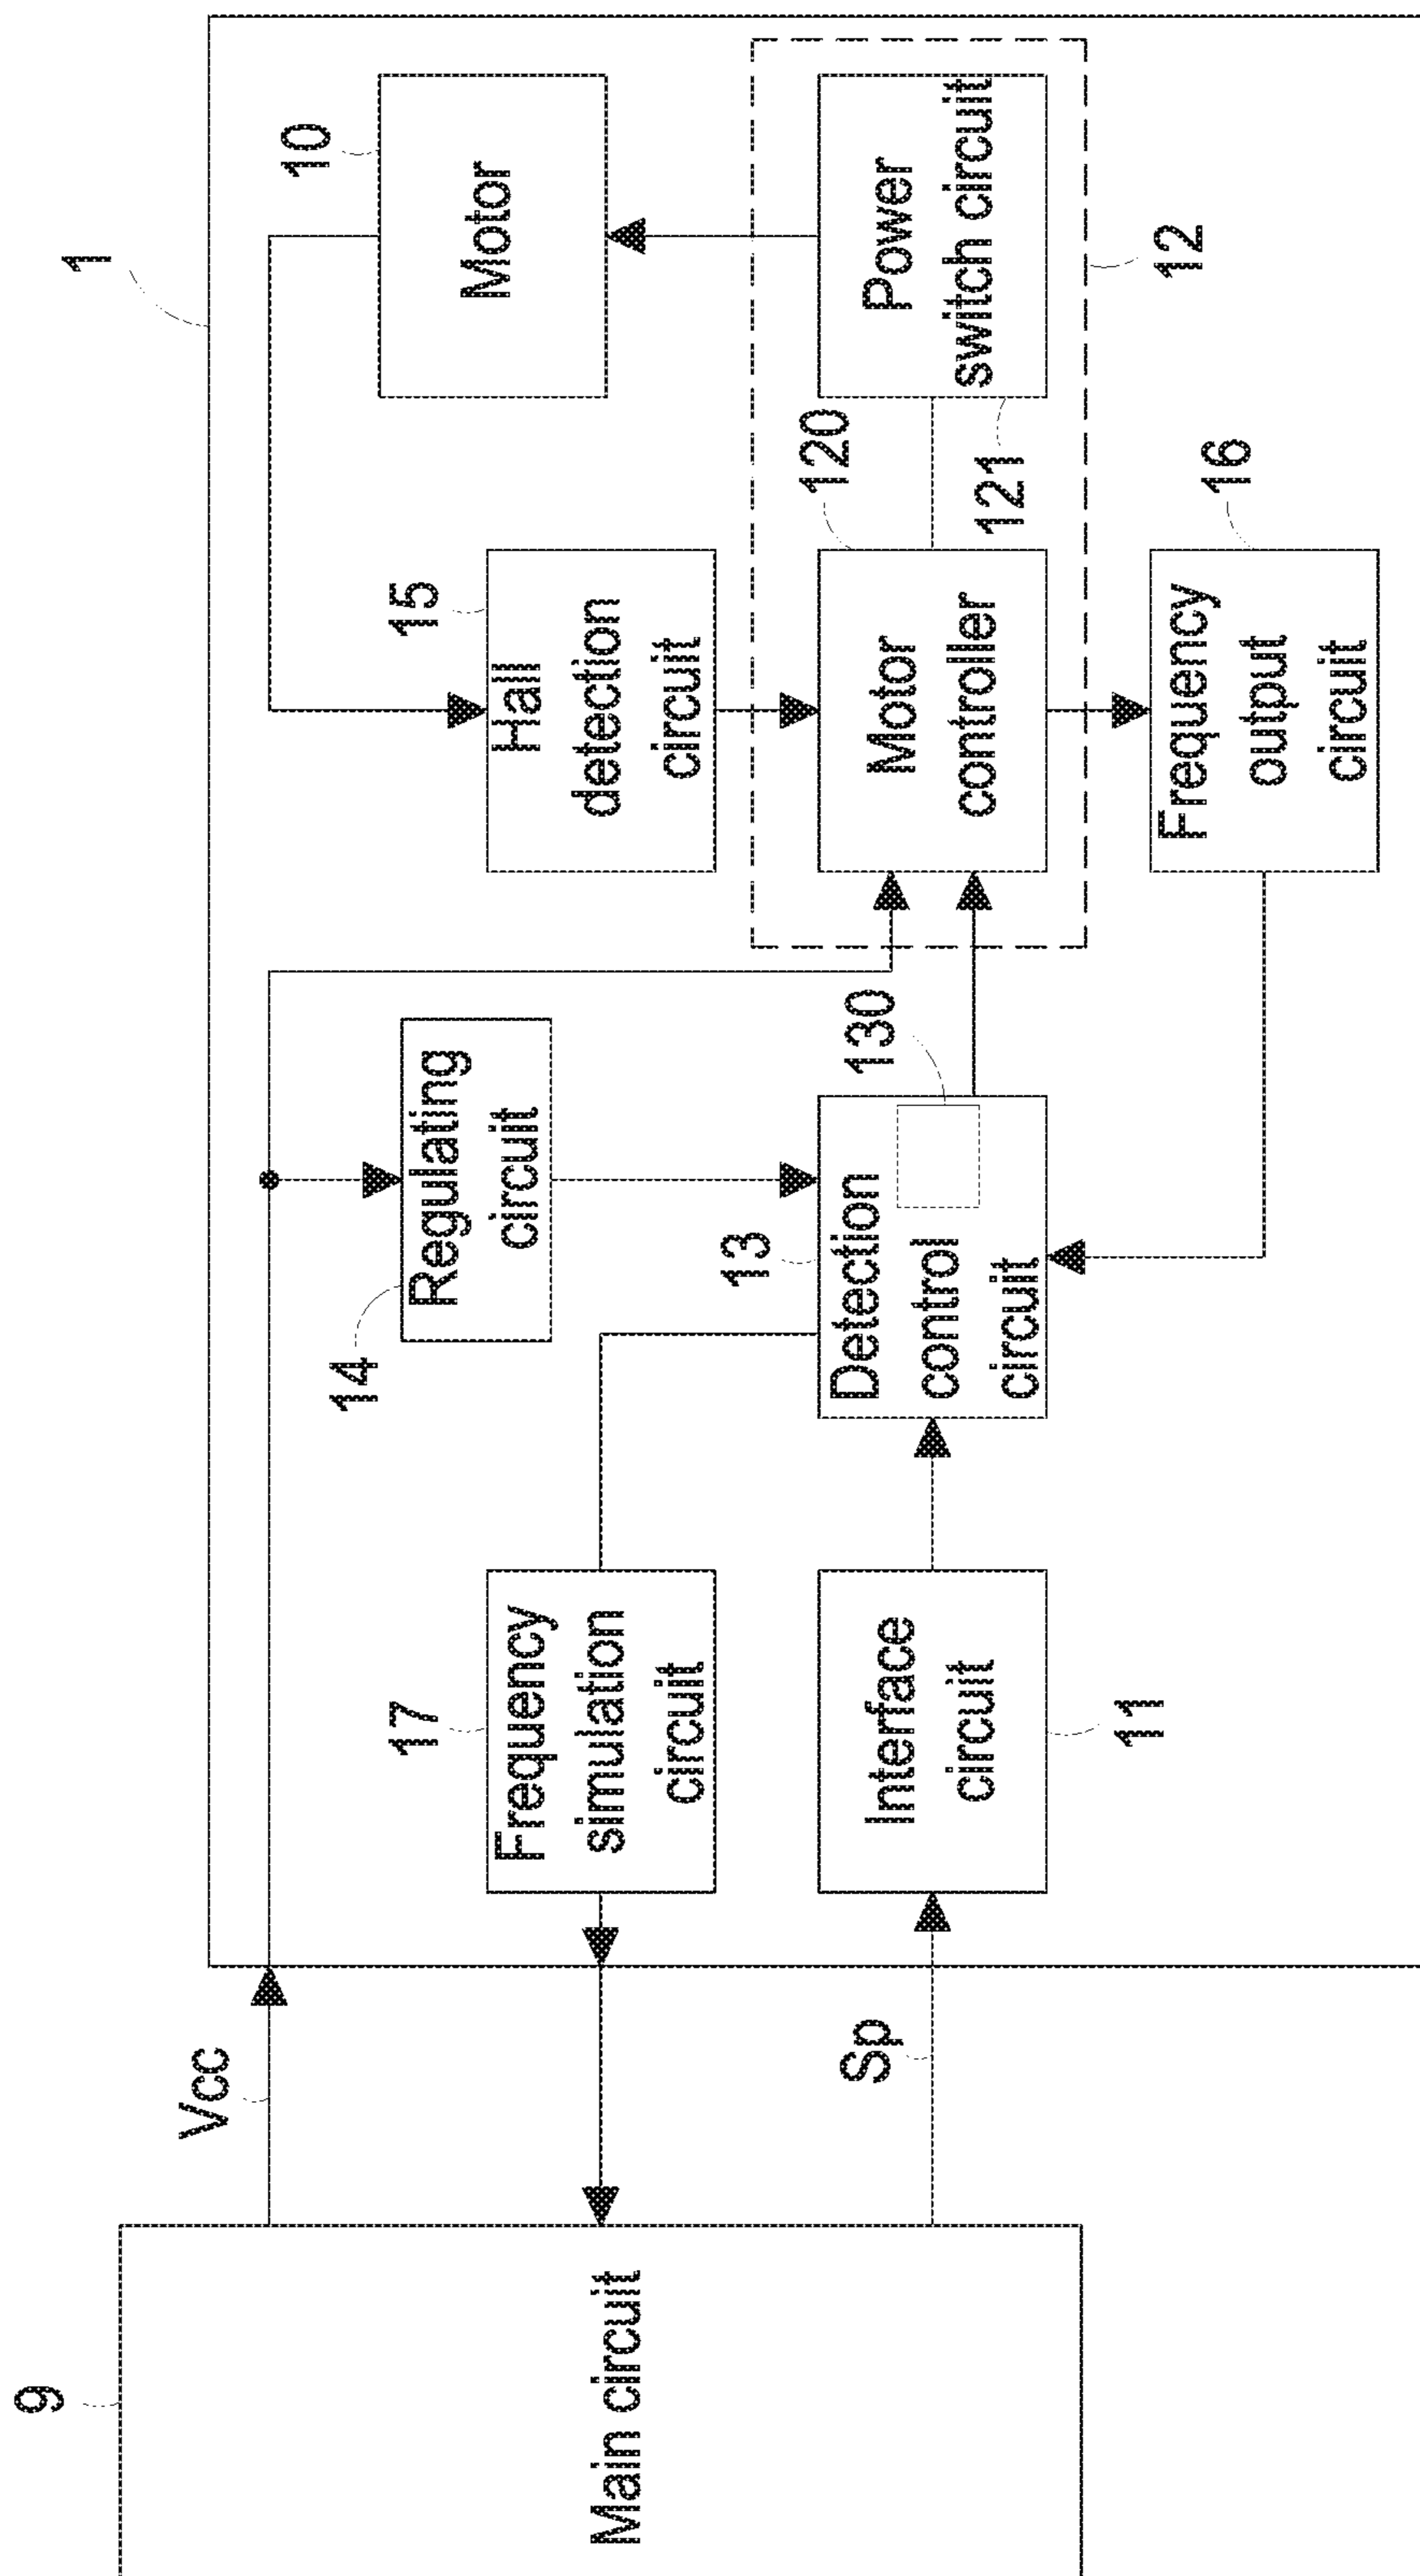 9
Main circuit
Vcc
Sp
1
17
Frequency
simulation
circuit
Interface
circuit
11
14
Regulating
circuit
13
Detection
control
circuit
130
15
Hall
detection
circuit
120
Motor
controller
121
16
Frequency
output
circuit
10
Motor
Power
switch circuit
12